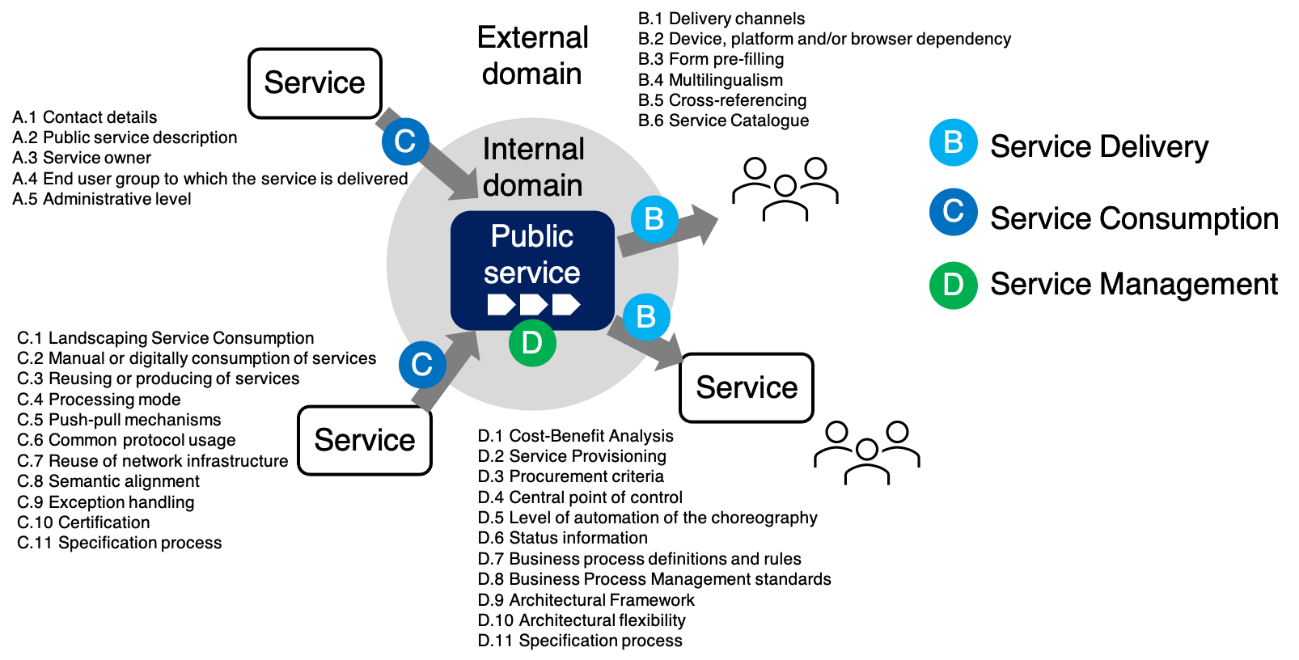 External
domain
B.1 Delivery channels
B.2 Device, platform and/or browser dependency
B.3 Form pre-filling
B.4 Multilingualism
B.5 Cross-referencing
B.6 Service Catalogue
Service
A.1 Contact details
A.2 Public service description
A.3 Service owner
A.4 End user group to which the service is delivered
A.5 Administrative level
C
Internal
domain
B
Service Delivery
C
Service Consumption
D
Service Management
Public
service
B
B
D
C
Service
C.1 Landscaping Service Consumption
C.2 Manual or digitally consumption of services
C.3 Reusing or producing of services
C.4 Processing mode
C.5 Push-pull mechanisms
C.6 Common protocol usage
C.7 Reuse of network infrastructure
C.8 Semantic alignment
C.9 Exception handling
C.10 Certification
C.11 Specification process
Service
D.1 Cost-Benefit Analysis
D.2 Service Provisioning
D.3 Procurement criteria
D.4 Central point of control
D.5 Level of automation of the choreography
D.6 Status information
D.7 Business process definitions and rules
D.8 Business Process Management standards
D.9 Architectural Framework
D.10 Architectural flexibility
D.11 Specification process